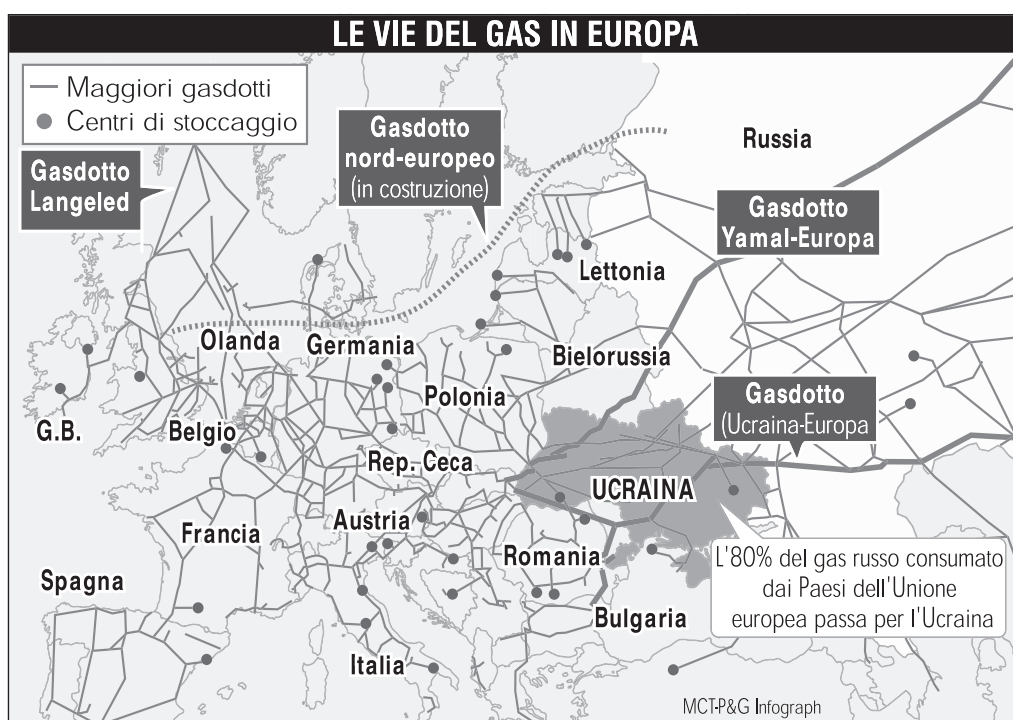 LE VIE DEL GAS IN EUROPA
Maggiori gasdotti
Centri di stoccaggio
Gasdotto
Langeled
Gasdotto
nord-europeo
(in costruzione)
Russia
Gasdotto
Yamal-Europa
Lettonia
Olanda
Germania
Bielorussia
Polonia
Gasdotto
(Ucraina-Europa
G.B.
Belgio
Rep. Ceca
UCRAINA
Austria
Francia
Romania
L'80% del gas russo consumato
dai Paesi dell'Unione
europea passa per l'Ucraina
Spagna
Bulgaria
Italia
MCT-P&G Infograph